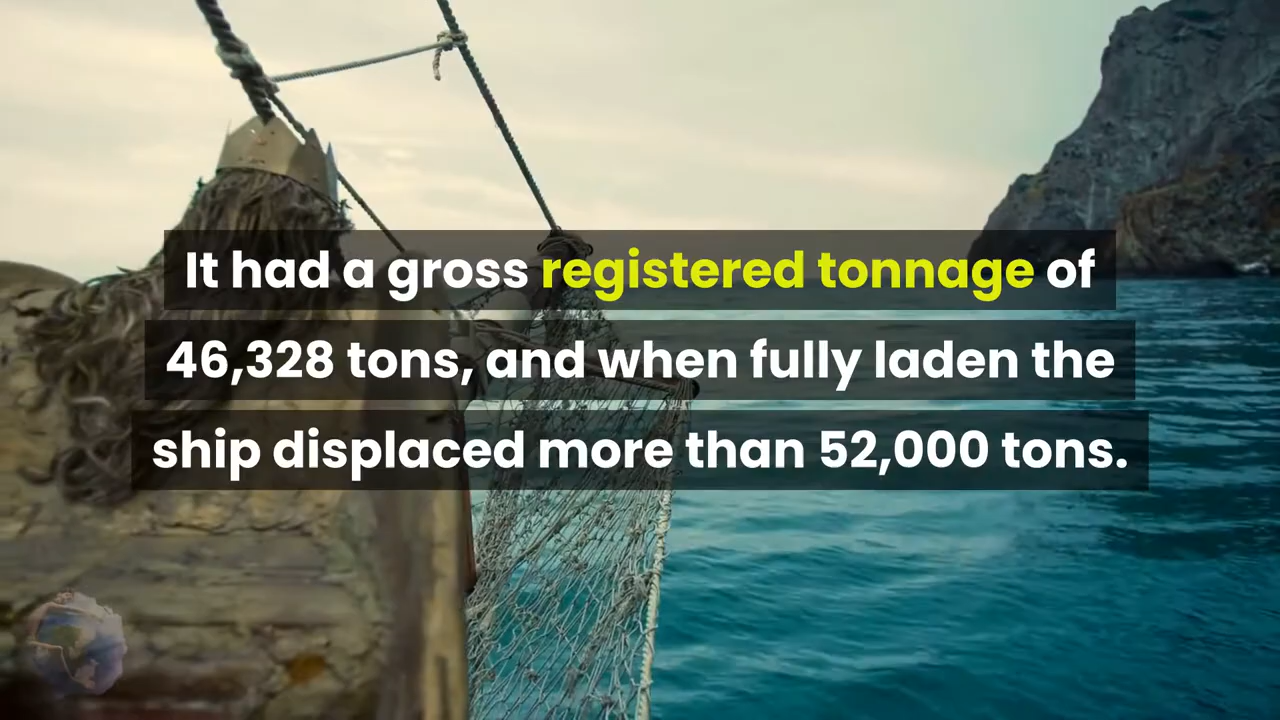 It had a gross registered tonnage of
46,328 tons, and when fully laden the
ship displaced more than 52,000 tons.